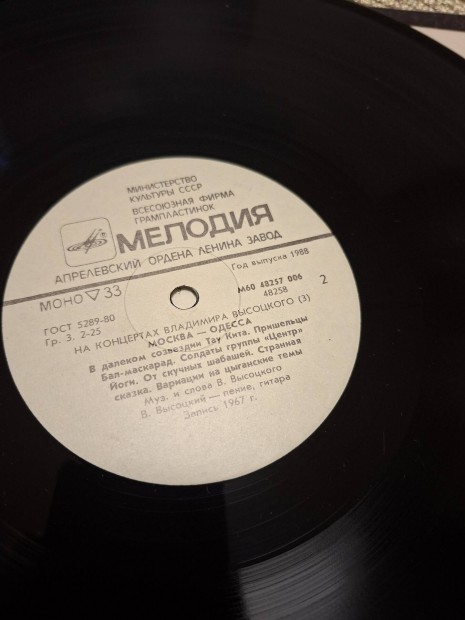 МИНИСТЕРСТВО
КУЛЬТУРЫ СССР
ВСЕСОЮЗНАЯ ФИРМА
ГРАМПЛАСТИНОК
МЕЛОДИЯ
АПРЕЛЕВСКИЙ ОРДЕНА ЛЕНИНА ЗАВОД
МОНО ▽ 33
Год выпуска 1988
ГОСТ 5289-80
Гр. 3. 2-25
М60 48257 006
48258
2
НА КОНЦЕРТАХ ВЛАДИМИРА ВЫСОЦКОГО (3)
МОСКВА — ОДЕССА
В далеком созвездии Тау Кита. Пришельцы
Бал-маскарад. Солдаты группы «Центр»
Йоги. От скучных шабашей. Странная
сказка. Вариации на цыганские темы
Муз. и слова В. Высоцкого
В. Высоцкий — пение, гитара
Запись 1967 г.